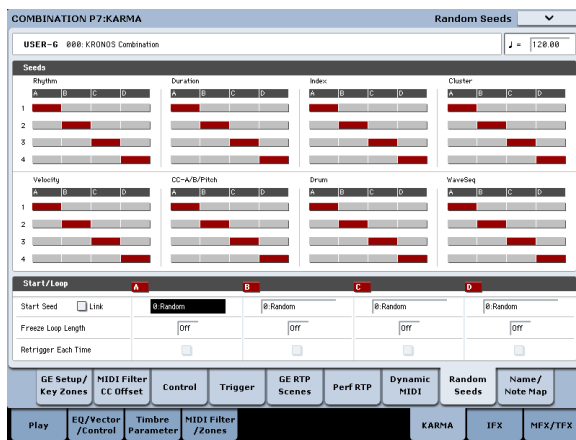 COMBINATION P7:KARMA Random Seeds
USER-G 000: KRONOS Combination ♩ = 120.00
Seeds
Rhythm Duration Index Cluster
A B C D A B C D A B C D A B C D
1
2
3
4
Velocity CC-A/B/Pitch Drum WaveSeq
A B C D A B C D A B C D A B C D
1
2
3
4
Start/Loop A B C D
Start Seed Link 0:Random 0:Random 0:Random 0:Random
Freeze Loop Length Off Off Off Off
Retrigger Each Time
GE Setup/ MIDI Filter Control Trigger GE RTP Perf RTP Dynamic Random Name/
Key Zones CC Offset Scenes MIDI Seeds Note Map
Play EQ/Vector Timbre MIDI Filter KARMA IFX MFX/TFX
/Control Parameter /Zones